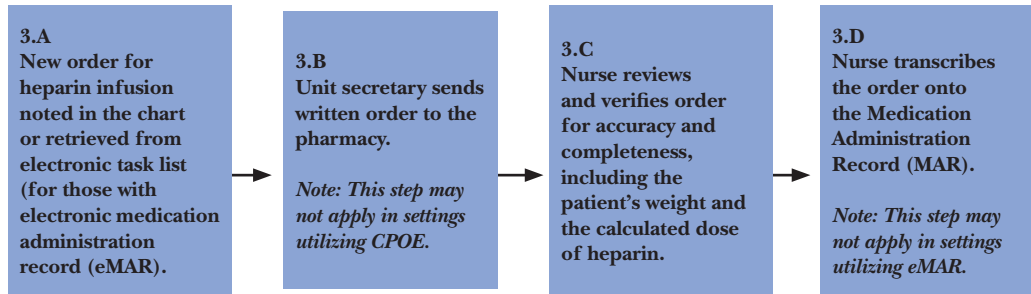 3.A
New order for
heparin infusion
noted in the chart
or retrieved from
electronic task list
(for those with
electronic medication
administration
record (eMAR).
3.B
Unit secretary sends
written order to the
pharmacy.
Note: This step may
not apply in settings
utilizing CPOE.
3.C
Nurse reviews
and verifies order
for accuracy and
completeness,
including the
patient’s weight and
the calculated dose
of heparin.
3.D
Nurse transcribes
the order onto
the Medication
Administration
Record (MAR).
Note: This step may
not apply in settings
utilizing eMAR.